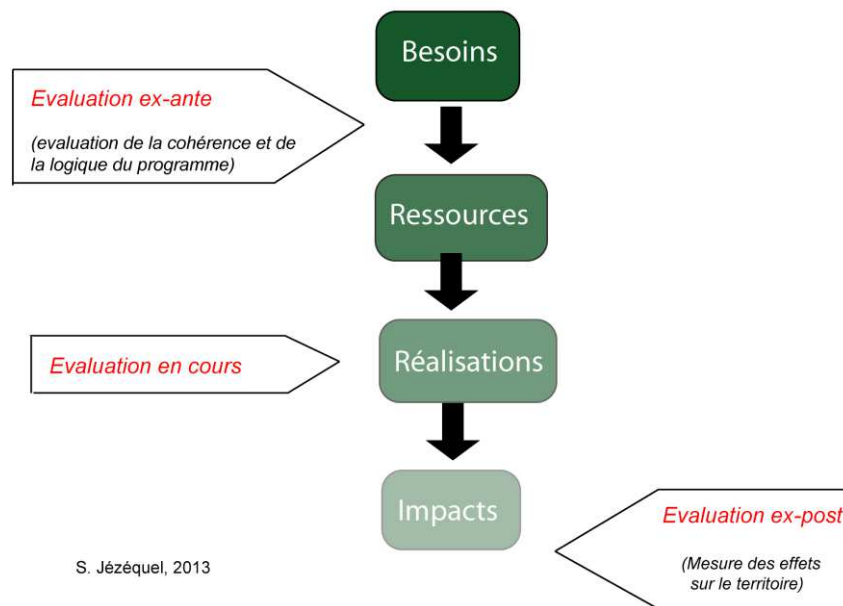 Besoins
Evaluation ex-ante
(evaluation de la cohérence et de
la logique du programme)
Ressources
Evaluation en cours
Réalisations
Impacts
Evaluation ex-post
(Mesure des effets
sur le territoire)
S. Jézéquel, 2013